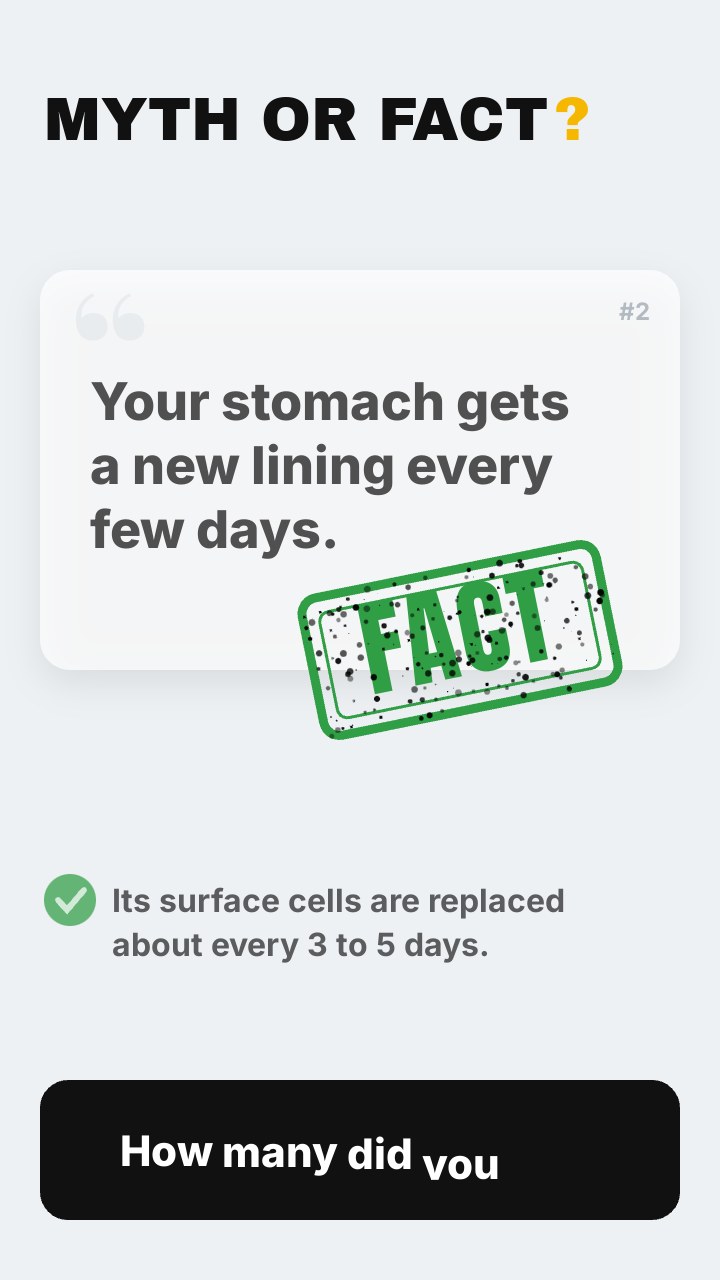 MYTH OR FACT?
#2
Your stomach gets
a new lining every
few days.
FACT
Its surface cells are replaced
about every 3 to 5 days.
How many did you